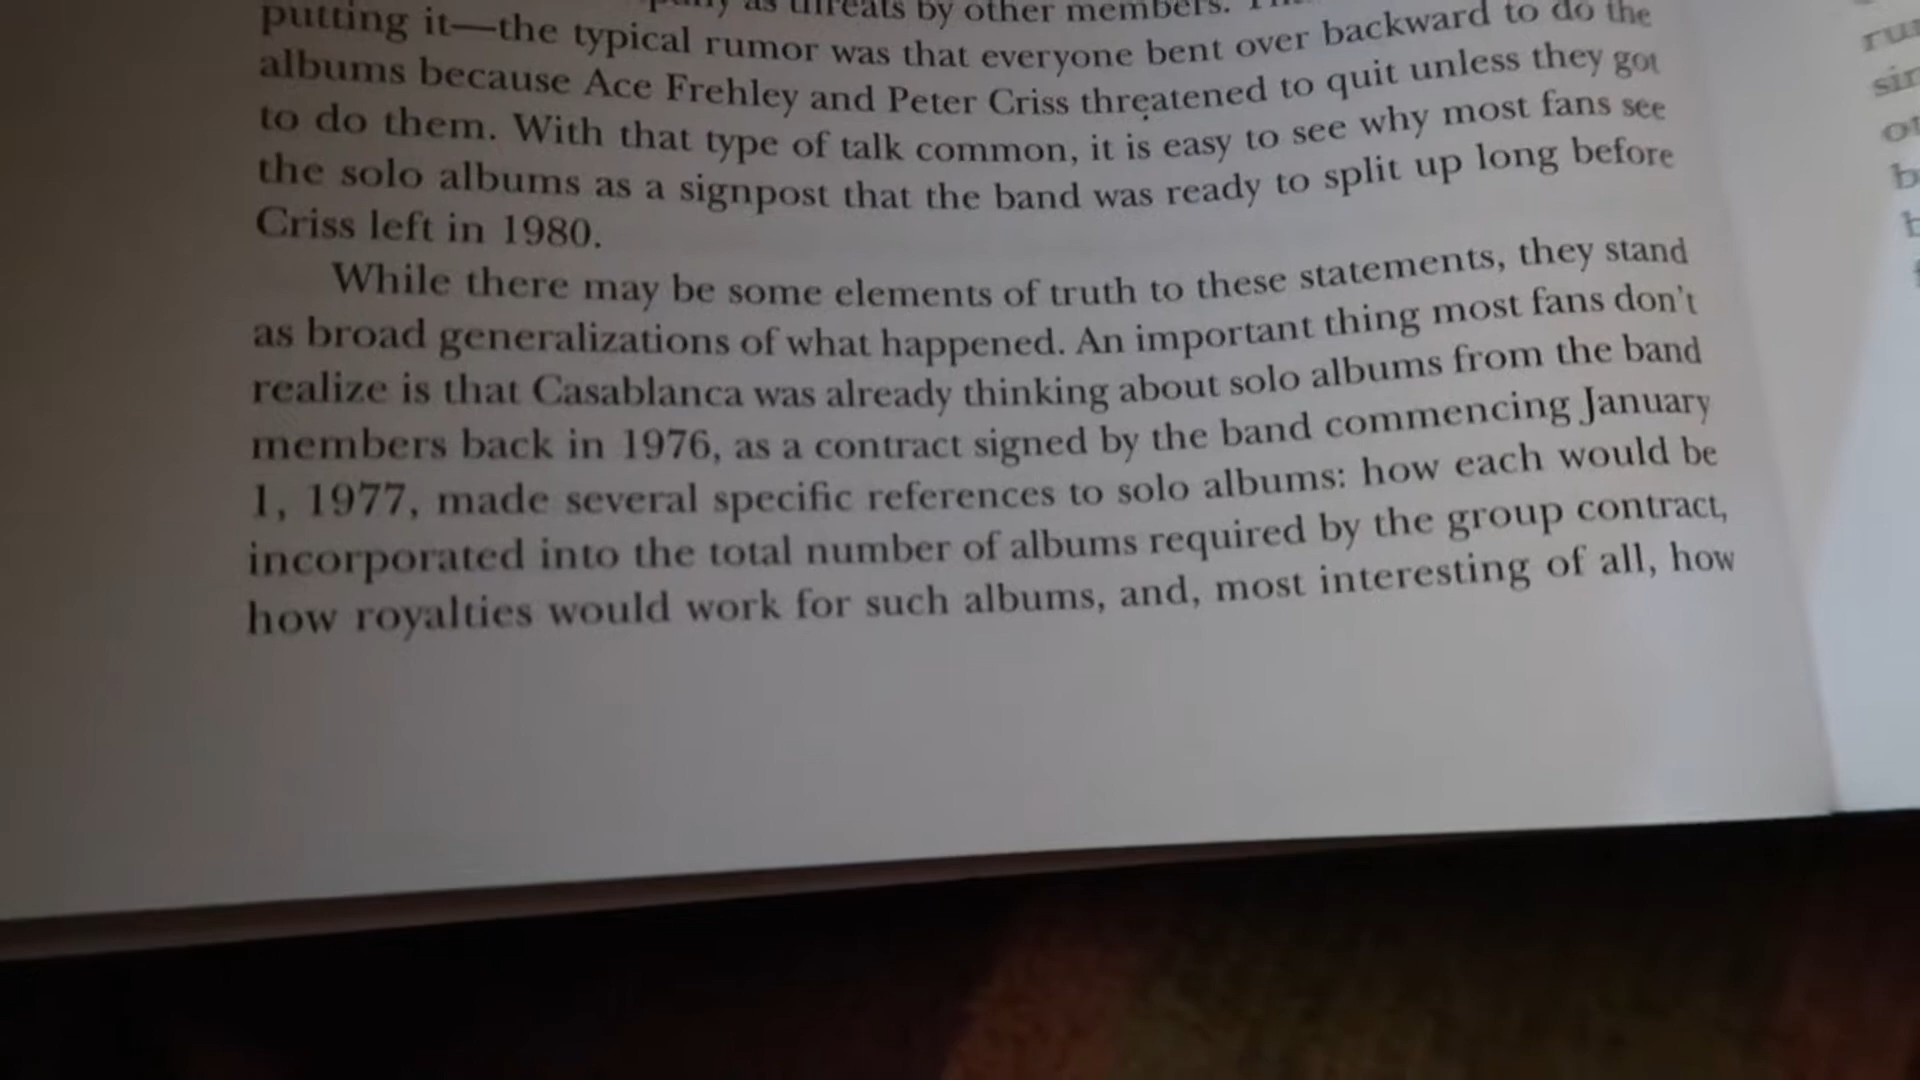 as threats by other members.
putting it—the typical rumor was that everyone bent over backward to do the
albums because Ace Frehley and Peter Criss threatened to quit unless they got
to do them. With that type of talk common, it is easy to see why most fans see
the solo albums as a signpost that the band was ready to split up long before
Criss left in 1980.
While there may be some elements of truth to these statements, they stand
as broad generalizations of what happened. An important thing most fans don't
realize is that Casablanca was already thinking about solo albums from the band
members back in 1976, as a contract signed by the band commencing January
1, 1977, made several specific references to solo albums: how each would be
incorporated into the total number of albums required by the group contract,
how royalties would work for such albums, and, most interesting of all, how